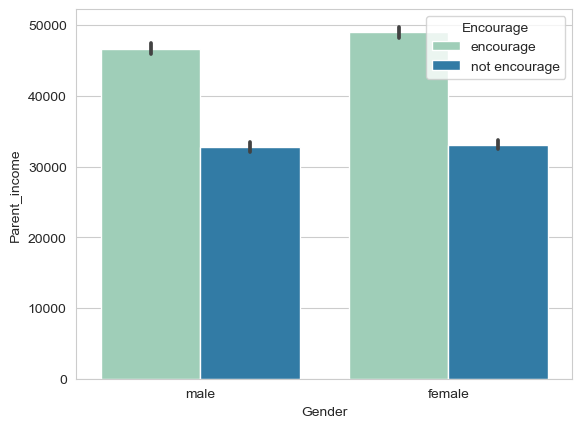 50000
40000
30000
20000
10000
0
Parent_income
Encourage
encourage
not encourage
male
female
Gender